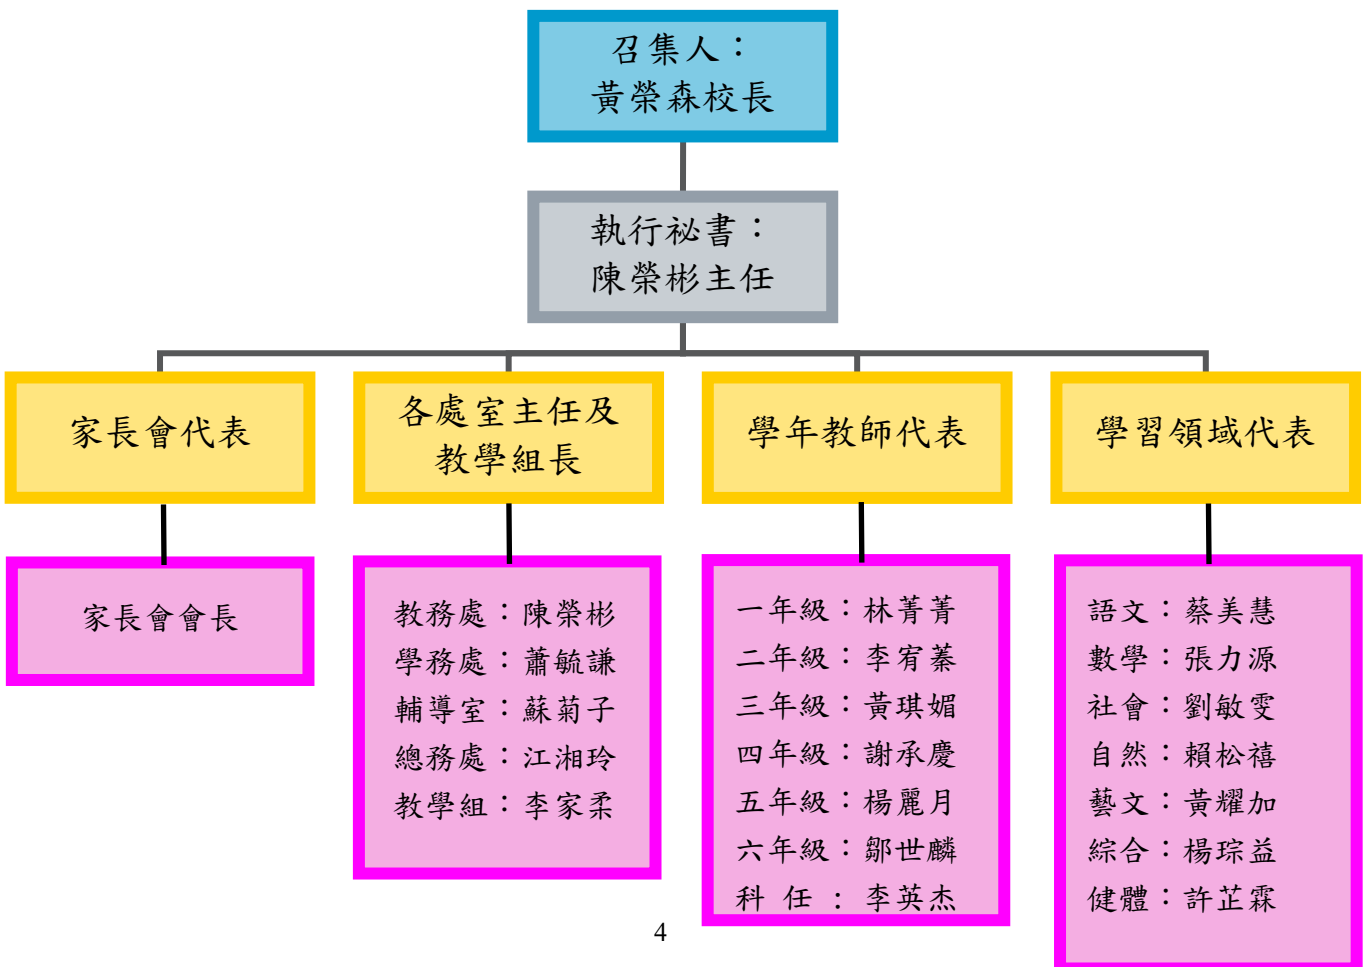 召集人：
黃榮森校長
執行祕書：
陳榮彬主任
家長會代表
各處室主任及
教學組長
學年教師代表
學習領域代表
家長會會長
教務處：陳榮彬
學務處：蕭毓謙
輔導室：蘇菊子
總務處：江湘玲
教學組：李家柔
一年級：林菁菁
二年級：李宥蓁
三年級：黃琪媚
四年級：謝承慶
五年級：楊麗月
六年級：鄒世麟
科 任 : 李英杰
語文：蔡美慧
數學：張力源
社會：劉敏雯
自然：賴松禧
藝文：黃耀加
綜合：楊琮益
健體：許芷霖
4